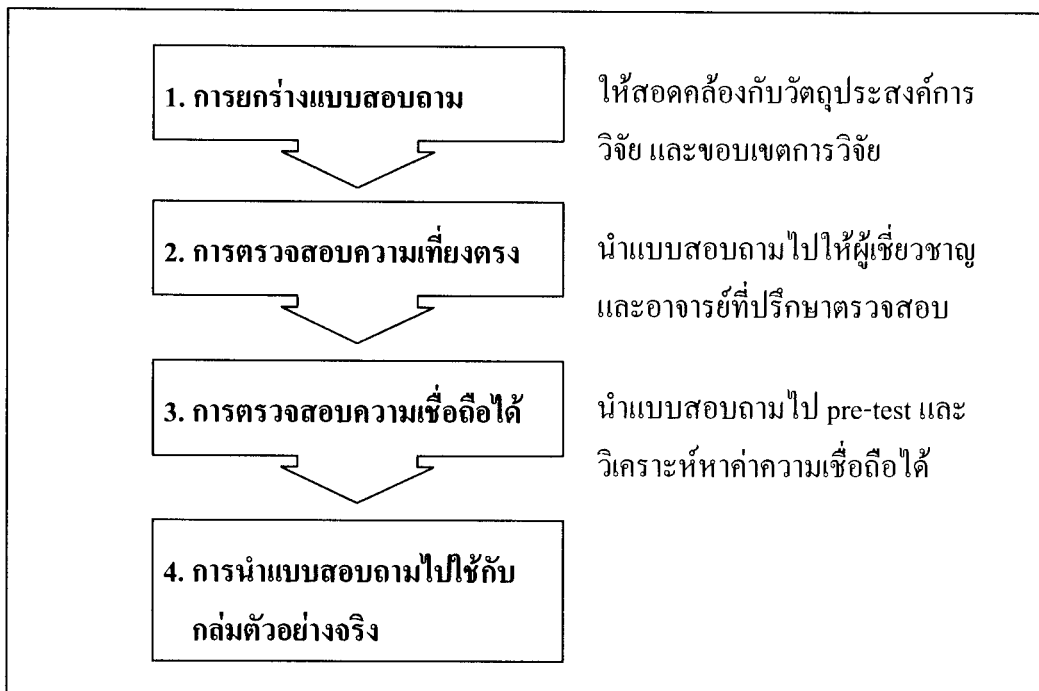 1. การยกร่างแบบสอบถาม
ให้สอดคล้องกับวัตถุประสงค์การ
วิจัย และขอบเขตการวิจัย
2. การตรวจสอบความเที่ยงตรง
นำแบบสอบถามไปให้ผู้เชี่ยวชาญ
และอาจารย์ที่ปรึกษาตรวจสอบ
3. การตรวจสอบความเชื่อถือได้
นำแบบสอบถามไป pre-test และ
วิเคราะห์หาค่าความเชื่อถือได้
4. การนำแบบสอบถามไปใช้กับ
กลุ่มตัวอย่างจริง